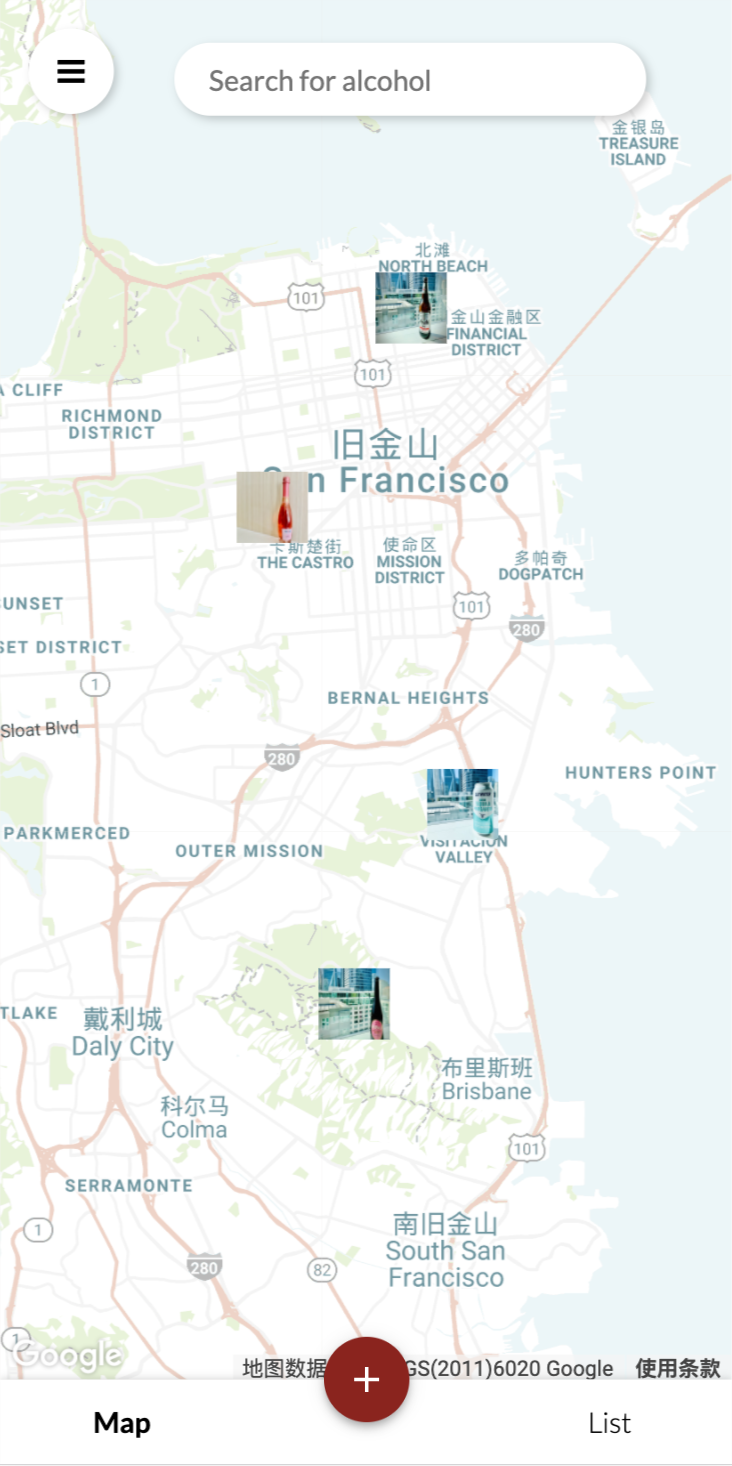 Search for alcohol
金银岛
TREASURE
ISLAND
北滩
NORTH BEACH
101
金山金融区
FINANCIAL
DISTRICT
101
CLIFF
RICHMOND
DISTRICT
旧金山
San Francisco
卡斯楚街
THE CASTRO
使命区
MISSION
DISTRICT
多帕奇
DOGPATCH
101
280
SUNSET
SET DISTRICT
1
BERNAL HEIGHTS
Sloat Blvd
280
HUNTERS POINT
PARKMERCED
OUTER MISSION
VISITACION
VALLEY
TLAKE
戴利城
Daly City
布里斯班
Brisbane
科尔马
Colma
101
SERRAMONTE
南旧金山
South San
Francisco
1
280
82
1
Google
地图数据 GS(2011)6020 Google 使用条款
Map
List